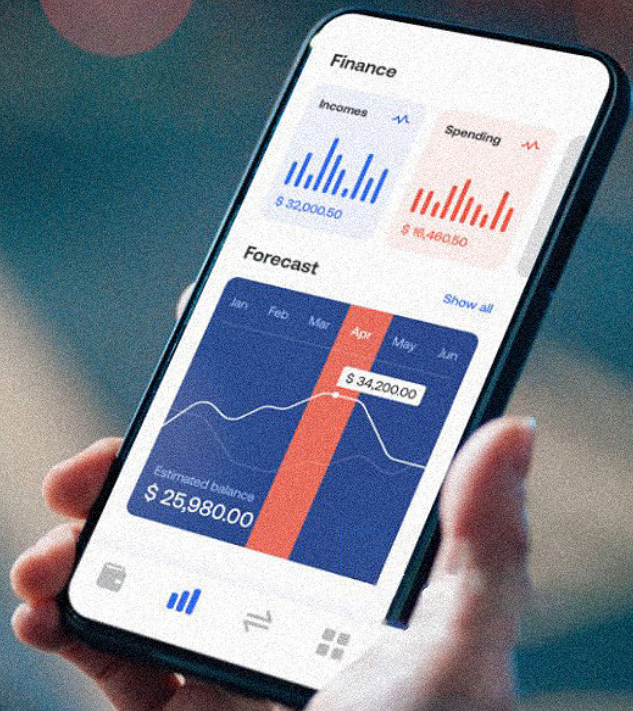 Finance
Incomes
Spending
$ 32,000.50
$ 16,460.50
Forecast
Show all
Jan Feb Mar Apr May Jun
$ 34,200.00
Estimated balance
$ 25,980.00